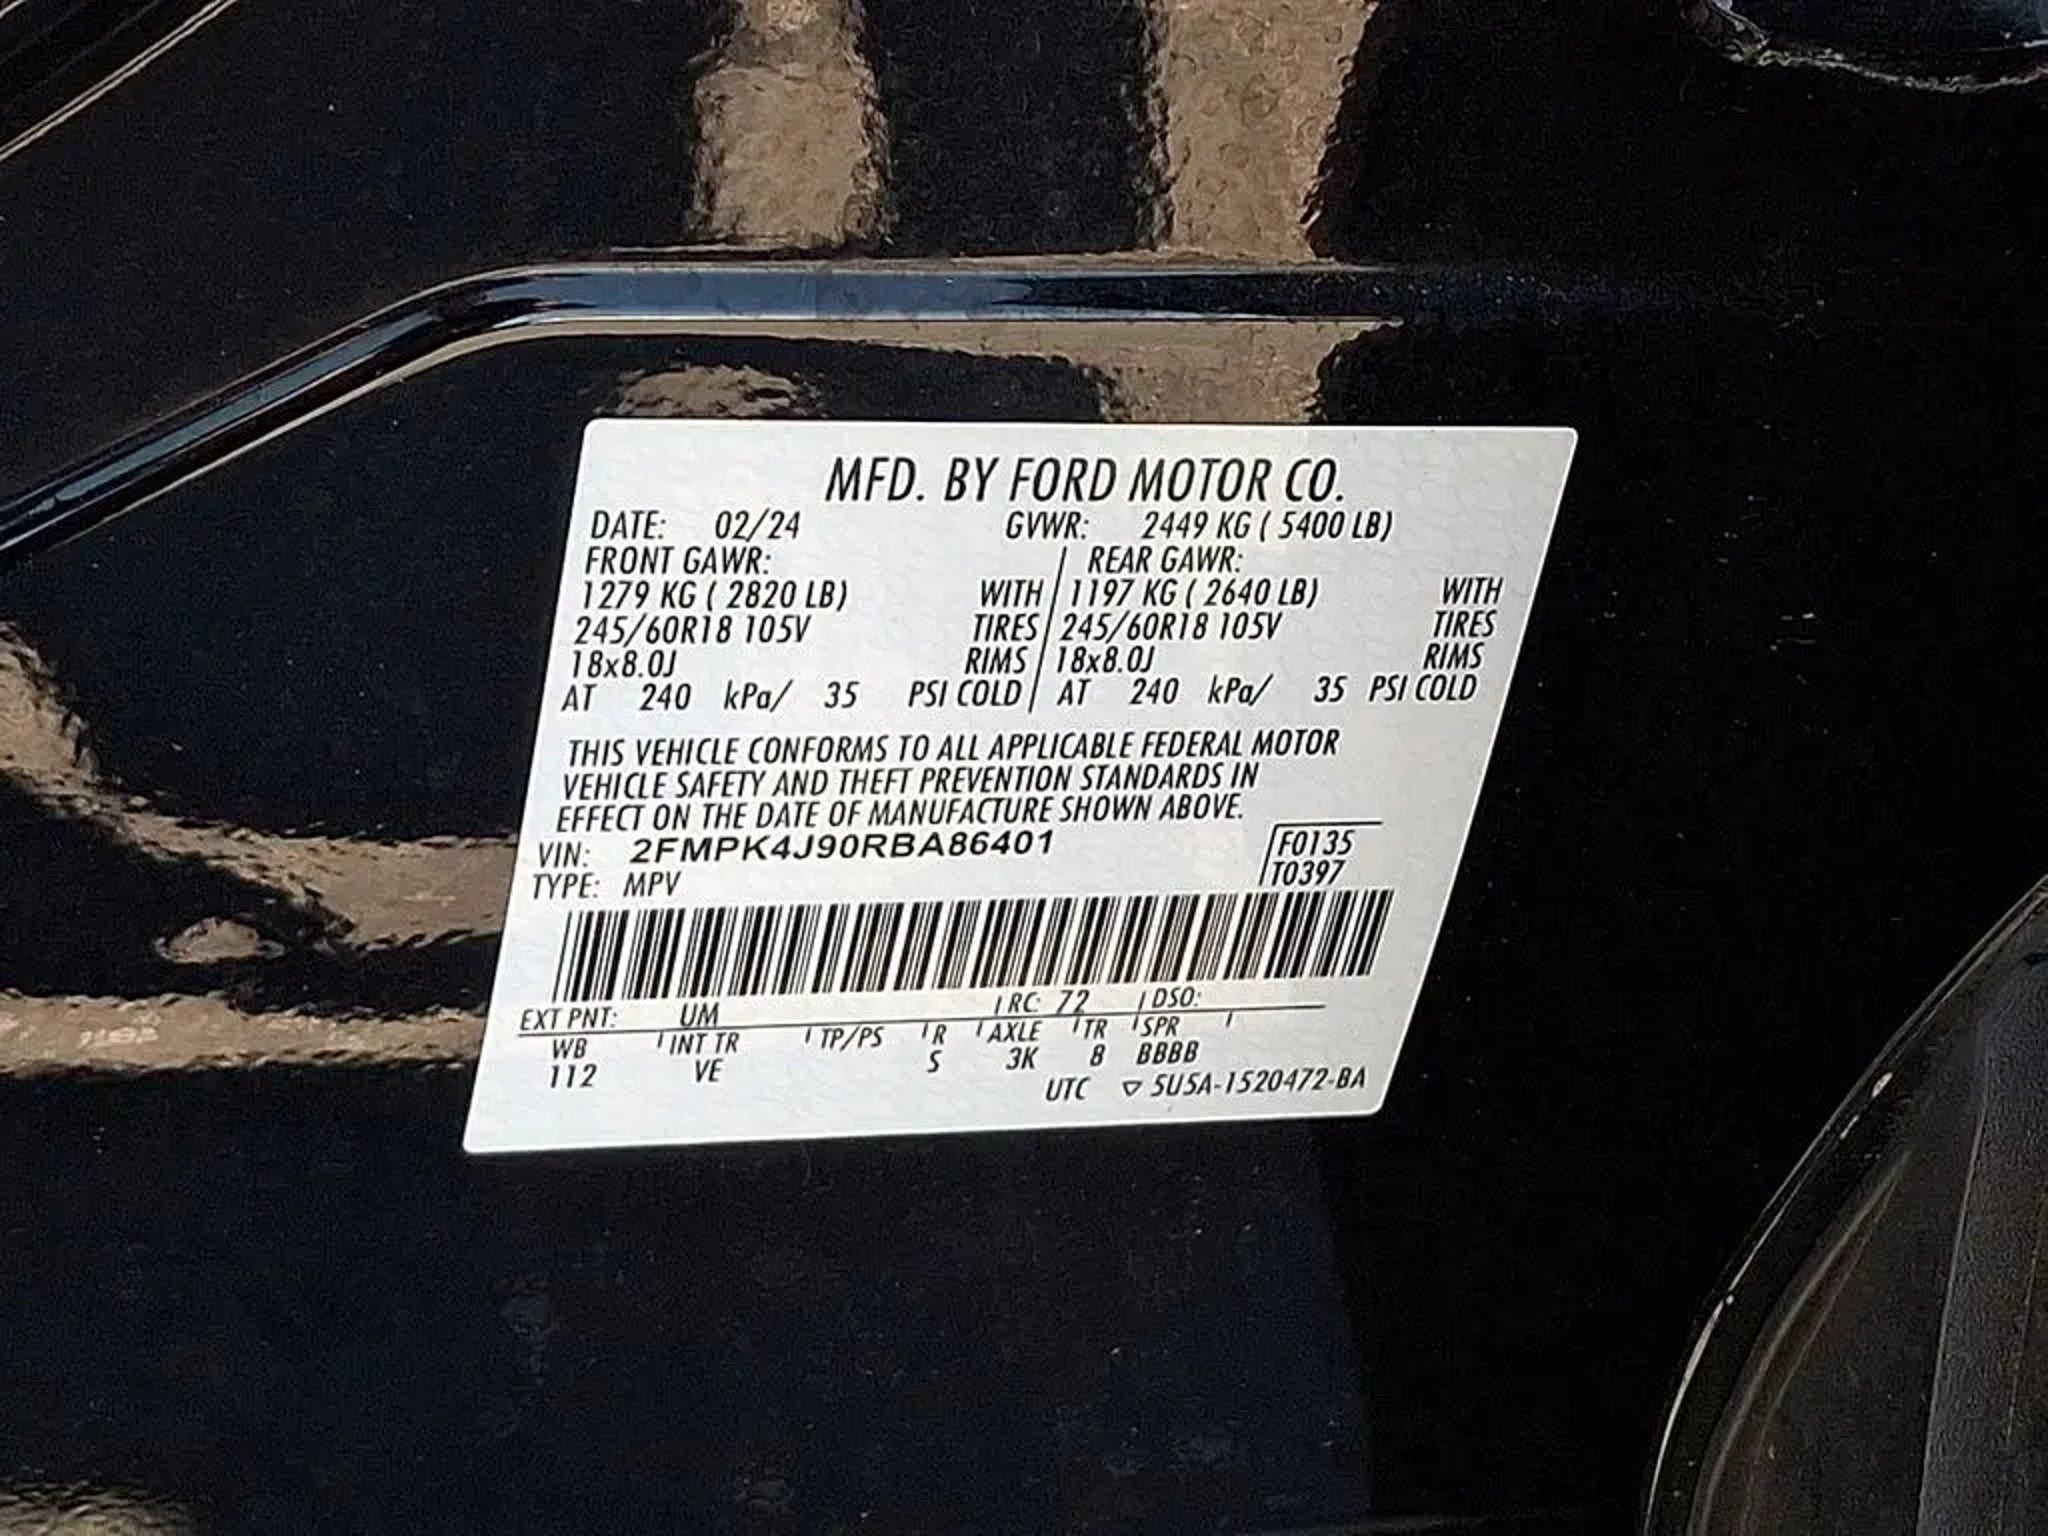 MFD. BY FORD MOTOR CO.
DATE: 02/24 GVWR: 2449 KG ( 5400 LB)
FRONT GAWR: REAR GAWR:
1279 KG ( 2820 LB) WITH 1197 KG ( 2640 LB) WITH
245/60R18 105V TIRES 245/60R18 105V TIRES
18x8.0J RIMS 18x8.0J RIMS
AT 240 kPa/ 35 PSI COLD AT 240 kPa/ 35 PSI COLD
THIS VEHICLE CONFORMS TO ALL APPLICABLE FEDERAL MOTOR
VEHICLE SAFETY AND THEFT PREVENTION STANDARDS IN
EFFECT ON THE DATE OF MANUFACTURE SHOWN ABOVE.
VIN: 2FMPK4J90RBA86401 F0135
TYPE: MPV T0397
EXT PNT: UM RC: 72 DSO:
WB INT TR TP/PS R AXLE TR SPR
112 VE S 3K 8 BBBB
UTC ▽ 5U5A-1520472-BA